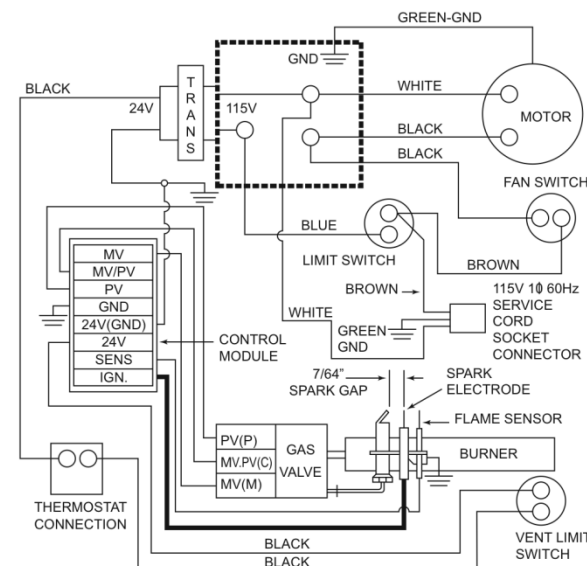 GREEN-GND
GND
WHITE
BLACK
T
R
A
N
S
24V
115V
MOTOR
BLACK
BLACK
FAN SWITCH
BLUE
LIMIT SWITCH
BROWN
MV
MV/PV
PV
GND
24V(GND)
24V
SENS
IGN.
CONTROL
MODULE
BROWN
WHITE
GREEN
GND
115V 1ϕ 60Hz
SERVICE
CORD
SOCKET
CONNECTOR
7/64"
SPARK GAP
SPARK
ELECTRODE
FLAME SENSOR
PV(P)
MV.PV(C)
MV(M)
GAS
VALVE
BURNER
THERMOSTAT
CONNECTION
BLACK
BLACK
VENT LIMIT
SWITCH